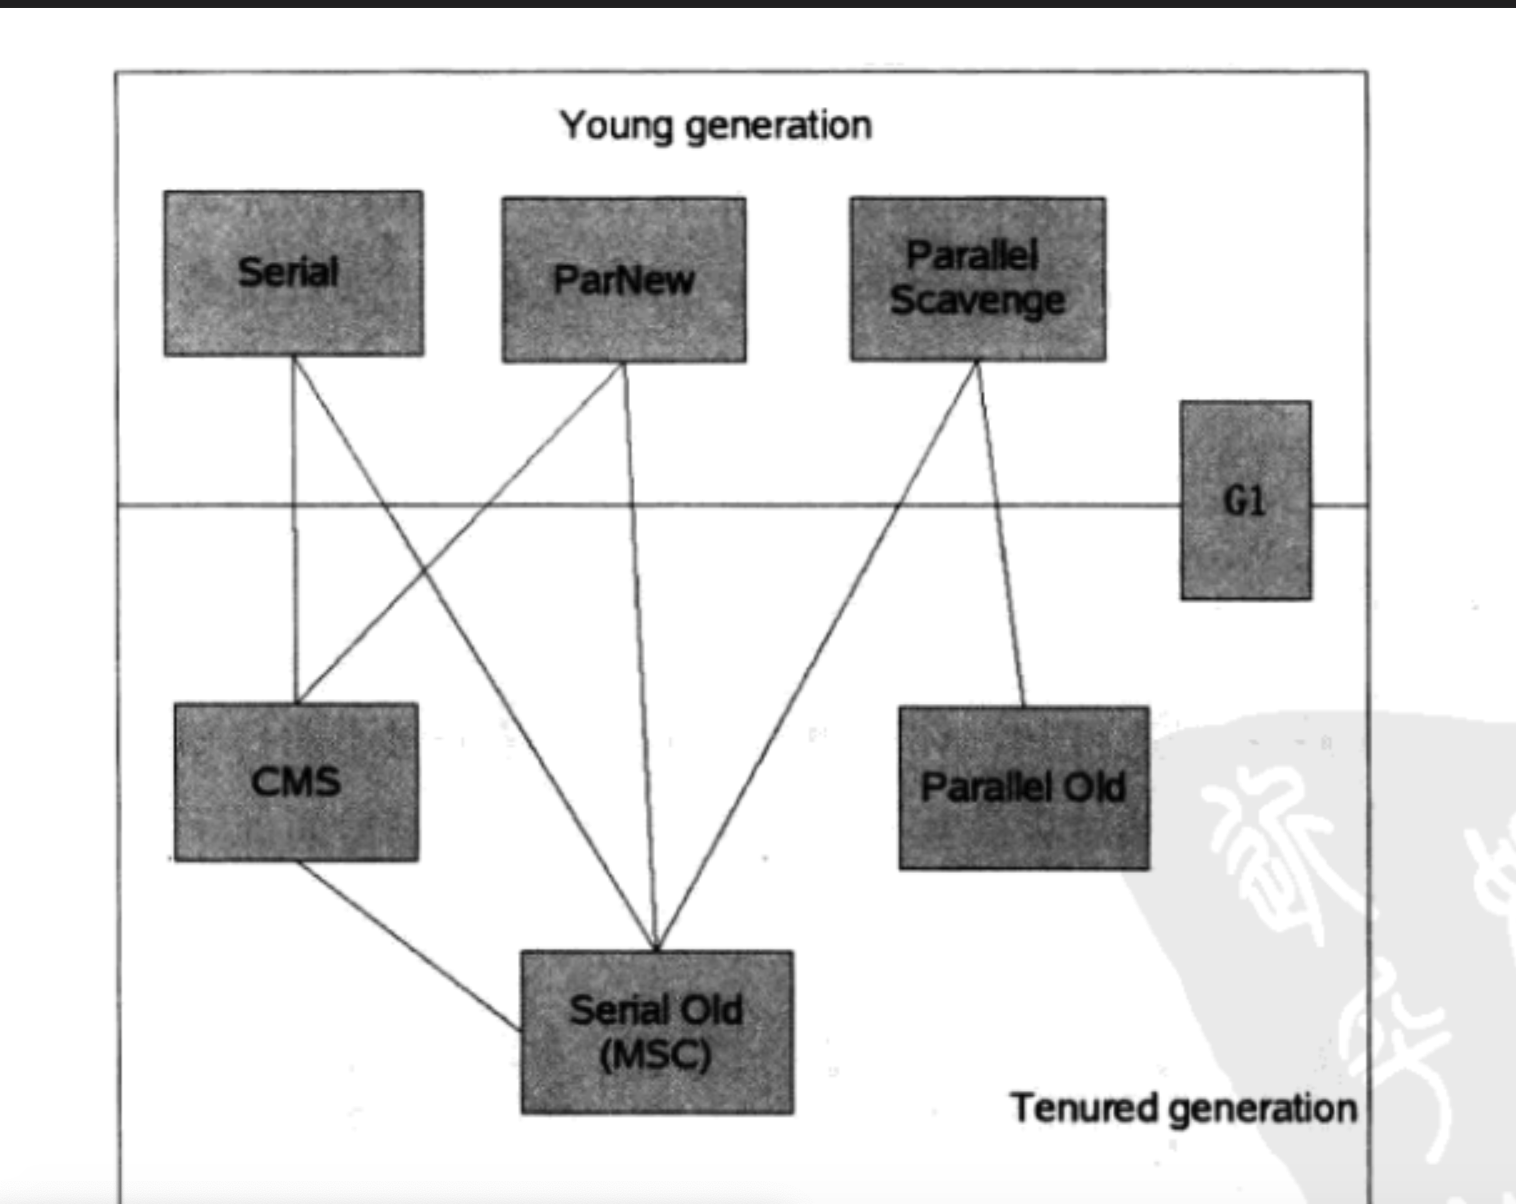 Young generation
Serial
ParNew
Parallel
Scavenge
G1
CMS
Parallel Old
Serial Old
(MSC)
Tenured generation